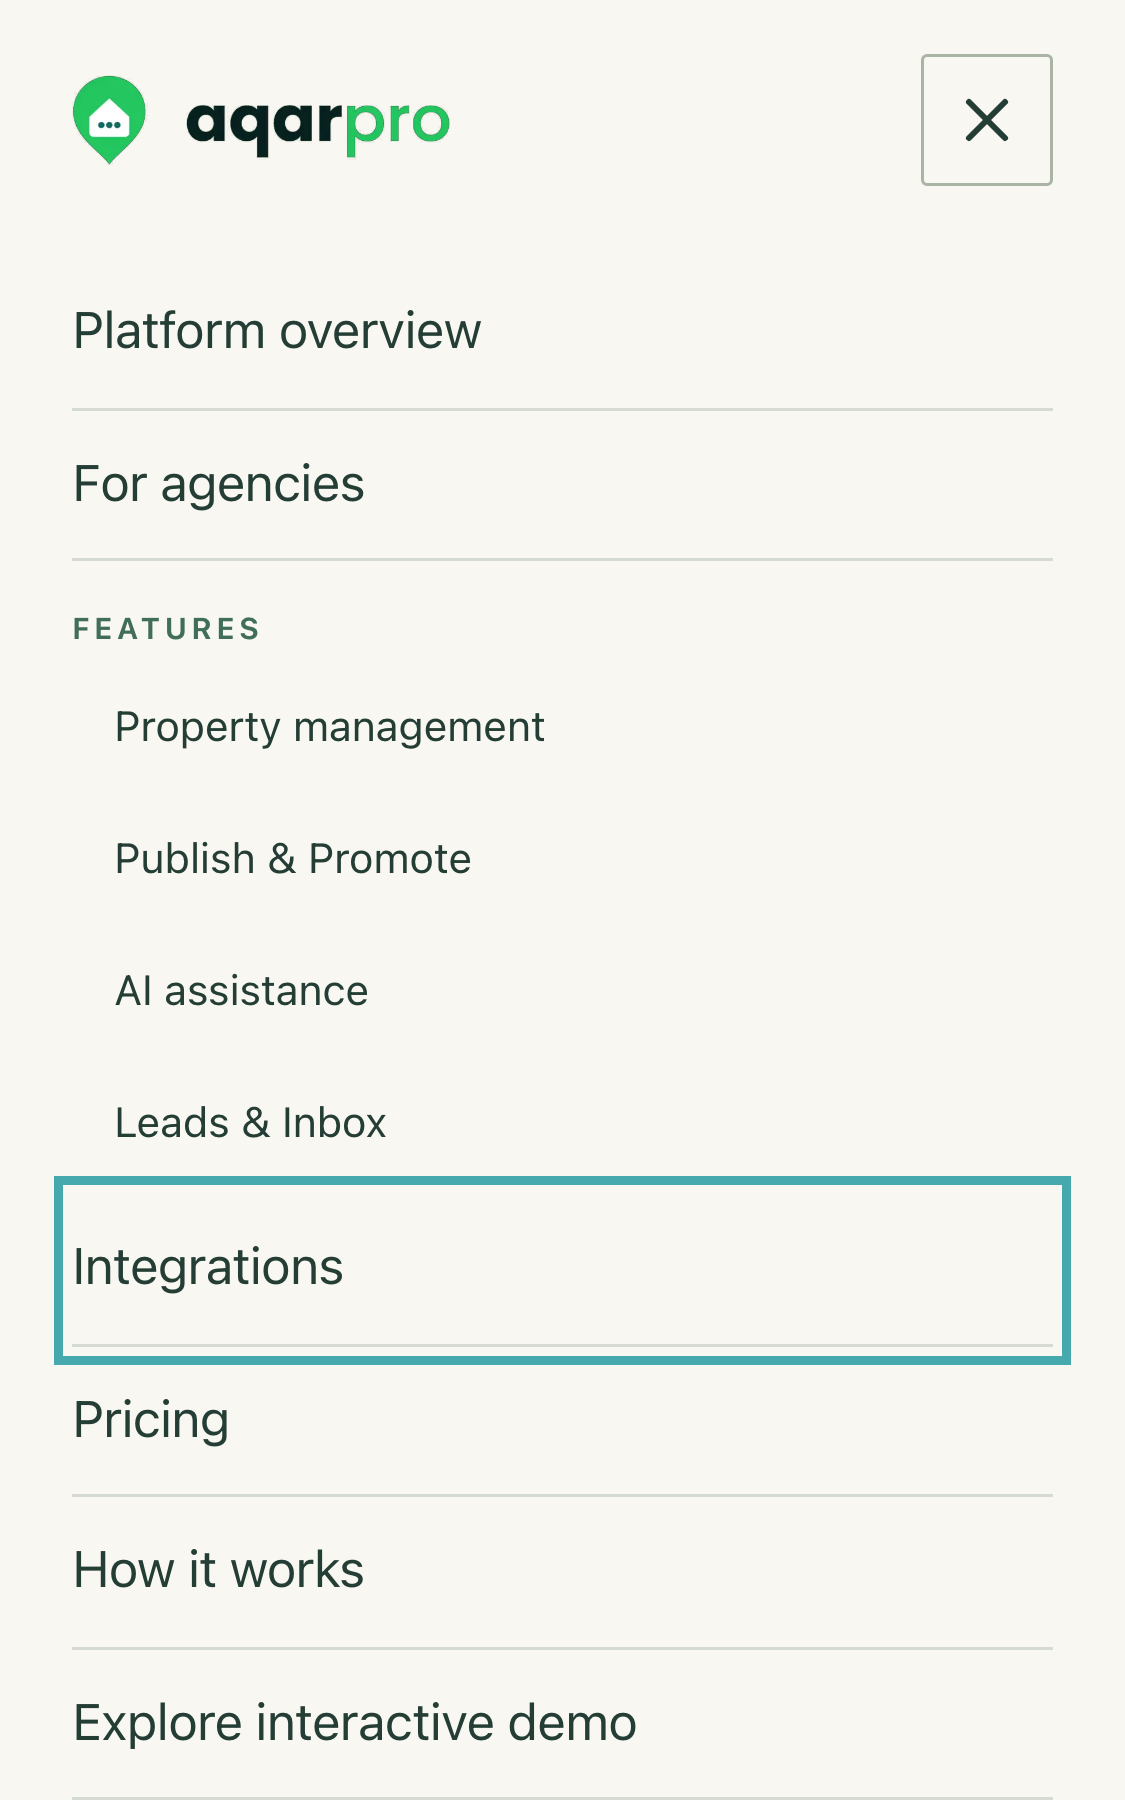 aqarpro
Platform overview
For agencies
FEATURES
Property management
Publish & Promote
AI assistance
Leads & Inbox
Integrations
Pricing
How it works
Explore interactive demo